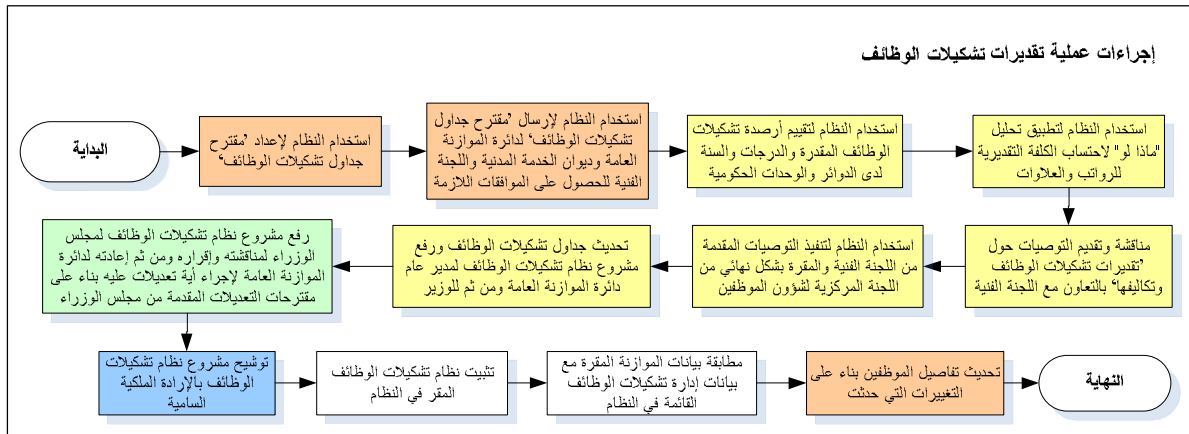 إجراءات عملية تقديرات تشكيلات الوظائف
البداية
استخدام النظام لإعداد ’مقترح
جداول تشكيلات الوظائف‘
استخدام النظام لإرسال ’مقترح جداول
تشكيلات الوظائف‘ لدائرة الموازنة
العامة وديوان الخدمة المدنية واللجنة
الفنية للحصول على الموافقات اللازمة
استخدام النظام لتقييم أرصدة تشكيلات
الوظائف المقدرة والدرجات والسنة
لدى الدوائر والوحدات الحكومية
استخدام النظام لتطبيق تحليل
"ماذا لو" لاحتساب الكلفة التقديرية
للرواتب والعلاوات
مناقشة وتقديم التوصيات حول
’تقديرات تشكيلات الوظائف
وتكاليفها‘ بالتعاون مع اللجنة الفنية
استخدام النظام لتنفيذ التوصيات المقدمة
من اللجنة الفنية والمقرة بشكل نهائي من
اللجنة المركزية لشؤون الموظفين
تحديث جداول تشكيلات الوظائف ورفع
مشروع نظام تشكيلات الوظائف لمدير عام
دائرة الموازنة العامة ومن ثم للوزير
رفع مشروع نظام تشكيلات الوظائف لمجلس
الوزراء لمناقشته وإقراره ومن ثم إعادته لدائرة
الموازنة العامة لإجراء أية تعديلات عليه بناء على
مقترحات التعديلات المقدمة من مجلس الوزراء
توشيح مشروع نظام تشكيلات
الوظائف بالإرادة الملكية
السامية
تثبيت نظام تشكيلات الوظائف
المقر في النظام
مطابقة بيانات الموازنة المقرة مع
بيانات إدارة تشكيلات الوظائف
القائمة في النظام
تحديث تفاصيل الموظفين بناء على
التغييرات التي حدثت
النهاية